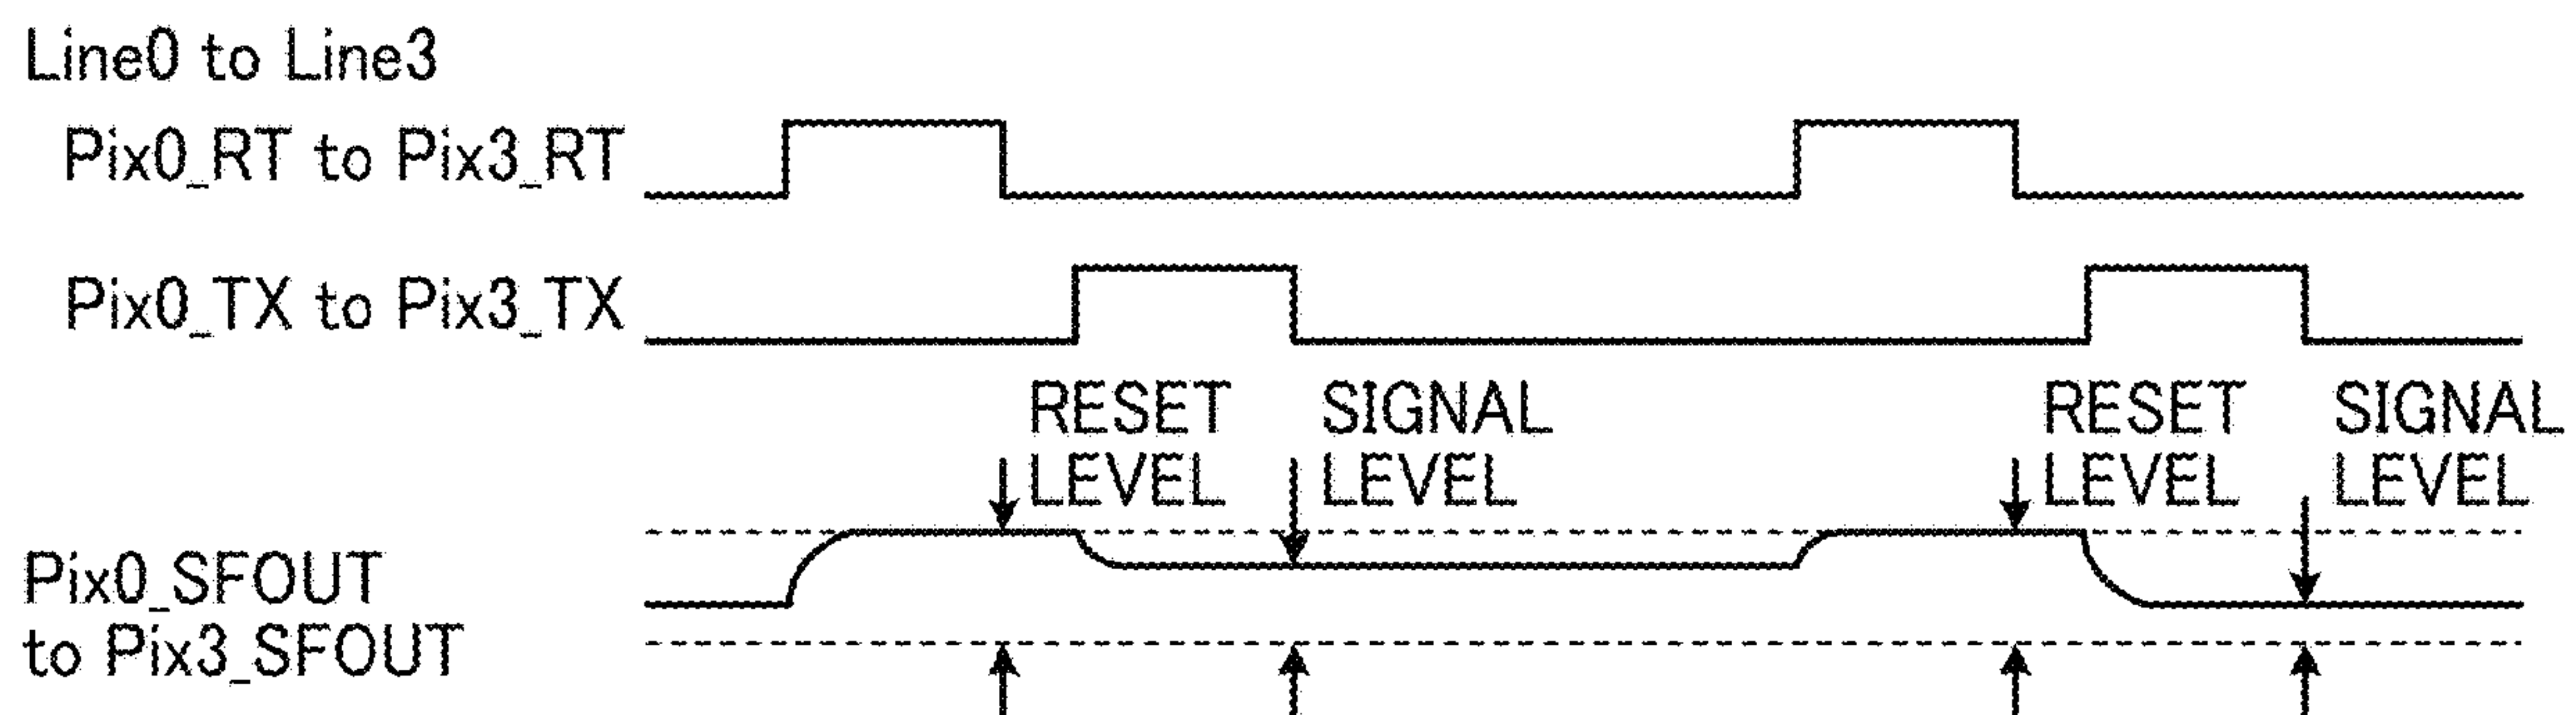 Line0 to Line3
Pix0_RT to Pix3_RT
Pix0_TX to Pix3_TX
RESET
LEVEL
SIGNAL
LEVEL
RESET
LEVEL
SIGNAL
LEVEL
Pix0_SFOUT
to Pix3_SFOUT